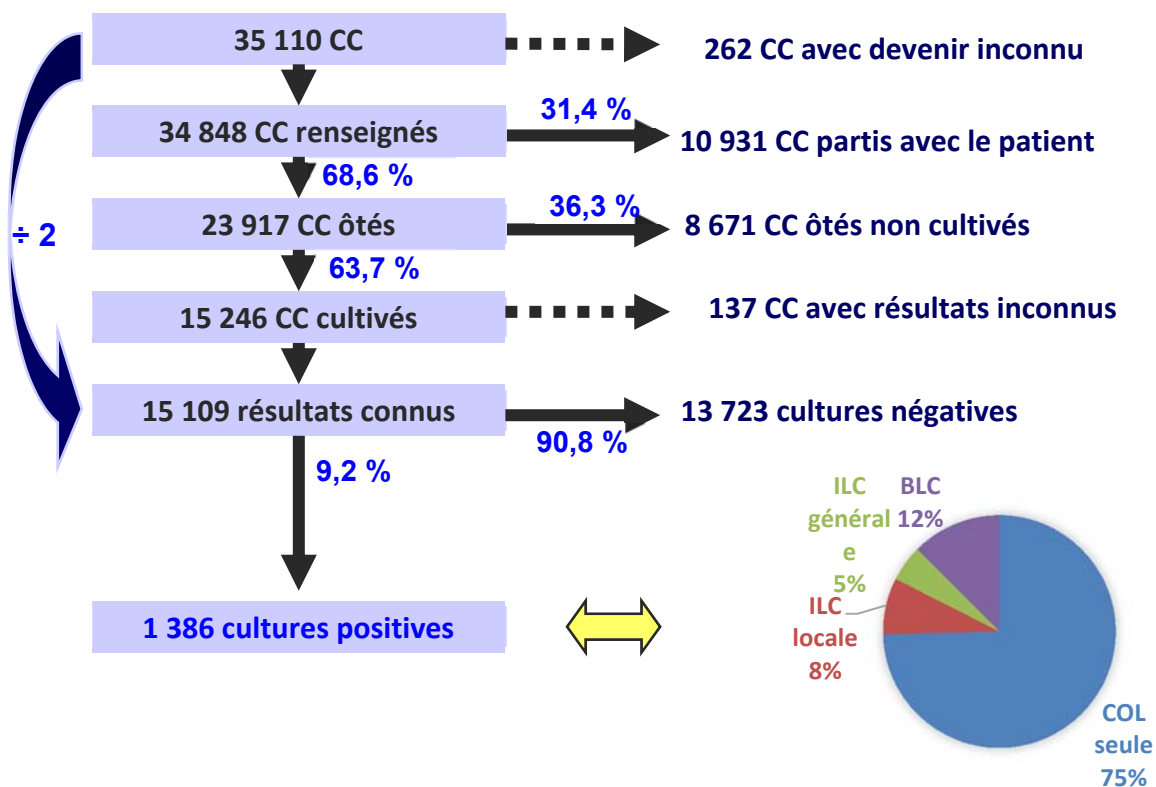 35 110 CC
262 CC avec devenir inconnu
34 848 CC renseignés
31,4 %
10 931 CC partis avec le patient
68,6 %
23 917 CC ôtés
36,3 %
8 671 CC ôtés non cultivés
÷ 2
63,7 %
15 246 CC cultivés
137 CC avec résultats inconnus
15 109 résultats connus
90,8 %
13 723 cultures négatives
9,2 %
1 386 cultures positives
ILC
général
e
5%
BLC
12%
ILC
locale
8%
COL
seule
75%